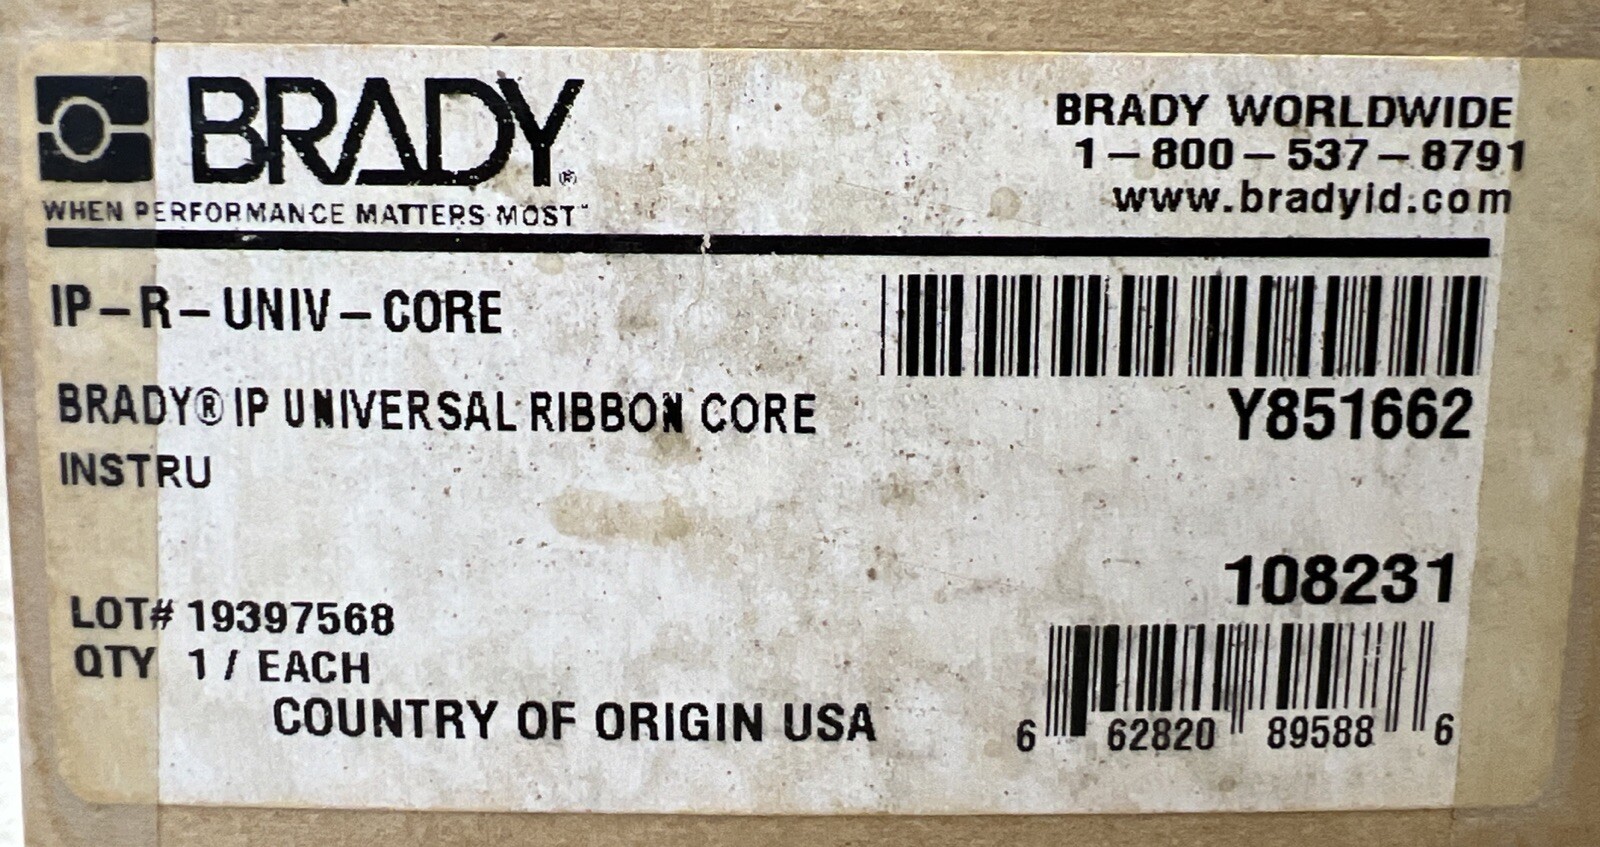 BRADY®
WHEN PERFORMANCE MATTERS MOST™
BRADY WORLDWIDE
1-800-537-8791
www.bradyid.com
IP-R-UNIV-CORE
BRADY® IP UNIVERSAL RIBBON CORE
INSTRU
Y851662
108231
LOT# 19397568
QTY 1 / EACH
COUNTRY OF ORIGIN USA
6 62820 89588 6